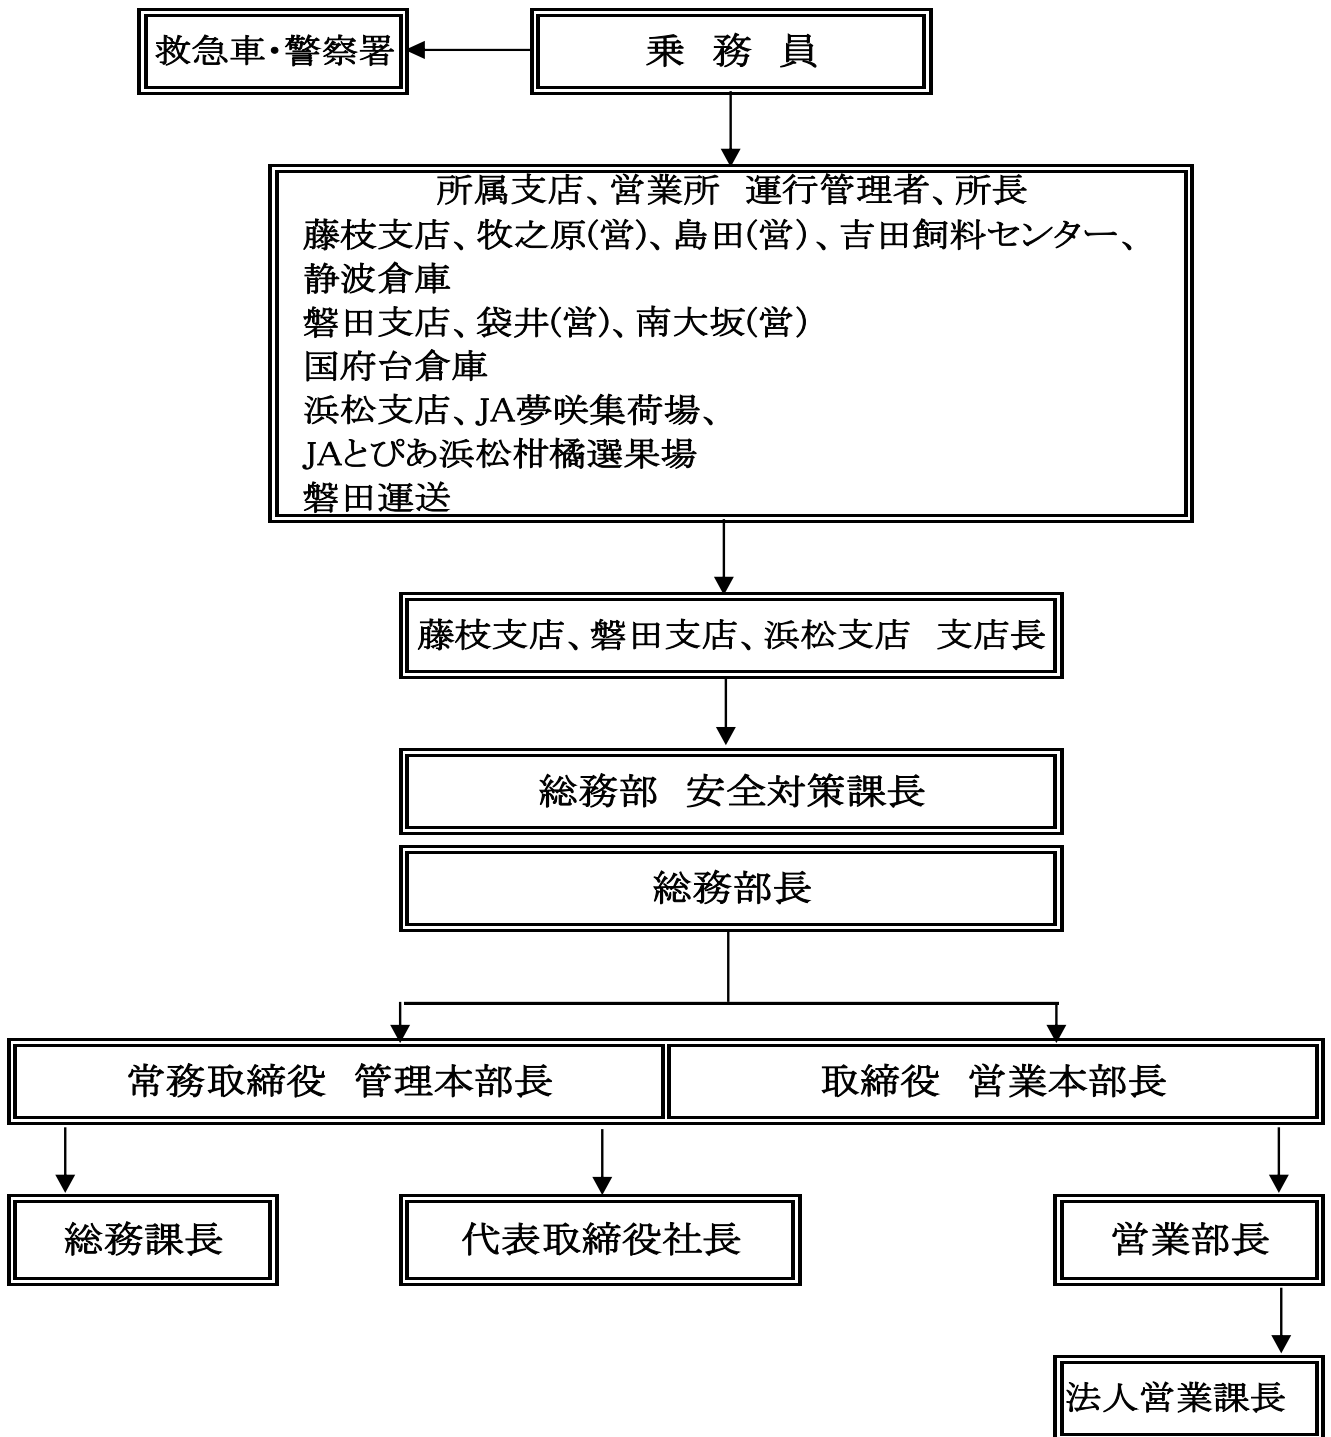 救急車・警察署
乗　務　員
所属支店、営業所　運行管理者、所長
藤枝支店、牧之原(営)、島田(営)、吉田飼料センター、
静波倉庫
磐田支店、袋井(営)、南大坂(営)
国府台倉庫
浜松支店、JA夢咲集荷場、
JAとぴあ浜松柑橘選果場
磐田運送
藤枝支店、磐田支店、浜松支店　支店長
総務部　安全対策課長
総務部長
常務取締役　管理本部長
取締役　営業本部長
総務課長
代表取締役社長
営業部長
法人営業課長